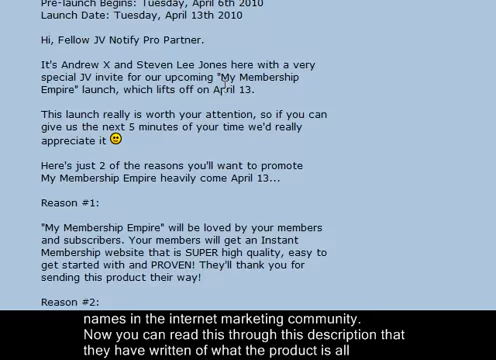 Pre-launch Begins: Tuesday, April 6th 2010
Launch Date: Tuesday, April 13th 2010
Hi, Fellow JV Notify Pro Partner.
It's Andrew X and Steven Lee Jones here with a very
special JV invite for our upcoming "My Membership
Empire" launch, which lifts off on April 13.
This launch really is worth your attention, so if you can
give us the next 5 minutes of your time we'd really
appreciate it
Here's just 2 of the reasons you'll want to promote
My Membership Empire heavily come April 13...
Reason #1:
"My Membership Empire" will be loved by your members
and subscribers. Your members will get an Instant
Membership website that is SUPER high quality, easy to
get started with and PROVEN! They'll thank you for
sending this product their way!
Reason #2:
names in the internet marketing community.
Now you can read this through this description that
they have written of what the product is all